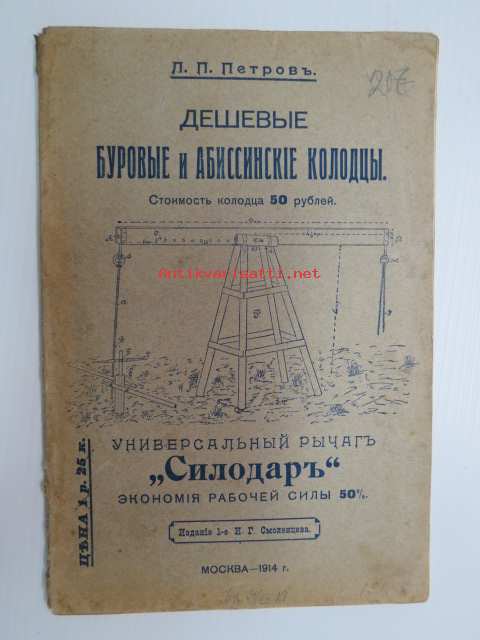 Л. П. Петровъ.
20€
ДЕШЕВЫЕ
БУРОВЫЕ и АБИССИНСКІЕ КОЛОДЦЫ.
Стоимость колодца 50 рублей.
Antikvariaatti.net
УНИВЕРСАЛЬНЫЙ РЫЧАГЪ
„Силодаръ“
ЭКОНОМІЯ РАБОЧЕЙ СИЛЫ 50%.
Изданіе 1-е И. Г. Смоленцева.
МОСКВА—1914 г.
ЦѢНА 1 р. 25 к.